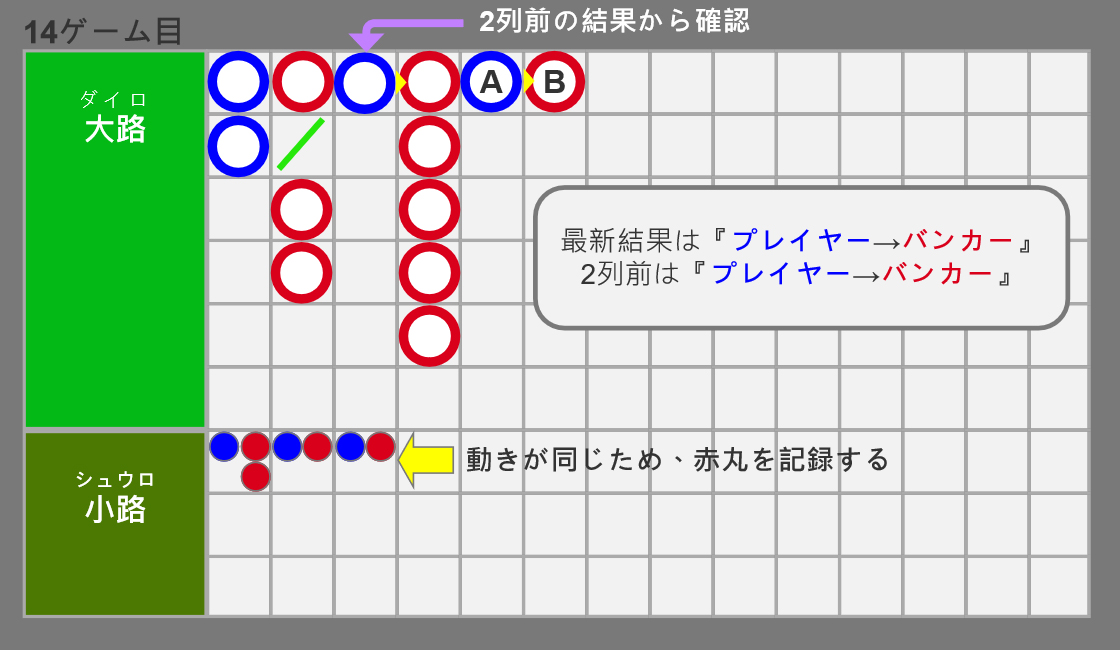 14ゲーム目
2列前の結果から確認
ダイロ
大路
A
B
最新結果は『プレイヤー→バンカー』
2列前は『プレイヤー→バンカー』
シュウロ
小路
動きが同じため、赤丸を記録する